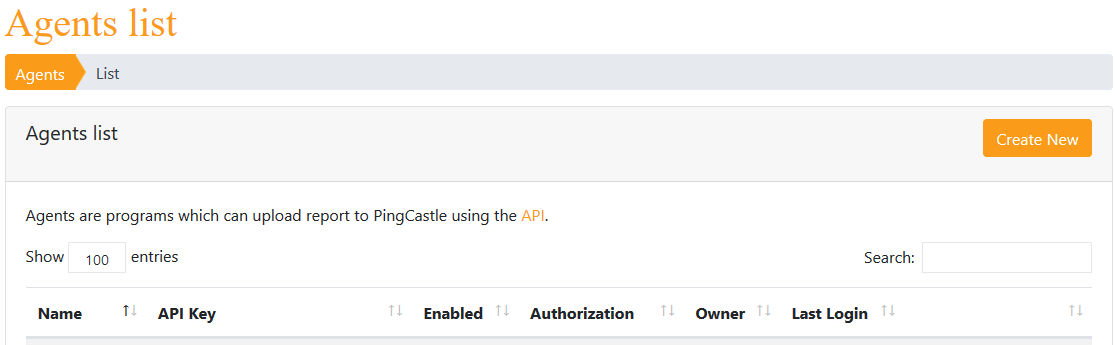 Agents list
Agents List
Agents list Create New
Agents are programs which can upload report to PingCastle using the API.
Show 100 entries Search:
Name API Key Enabled Authorization Owner Last Login